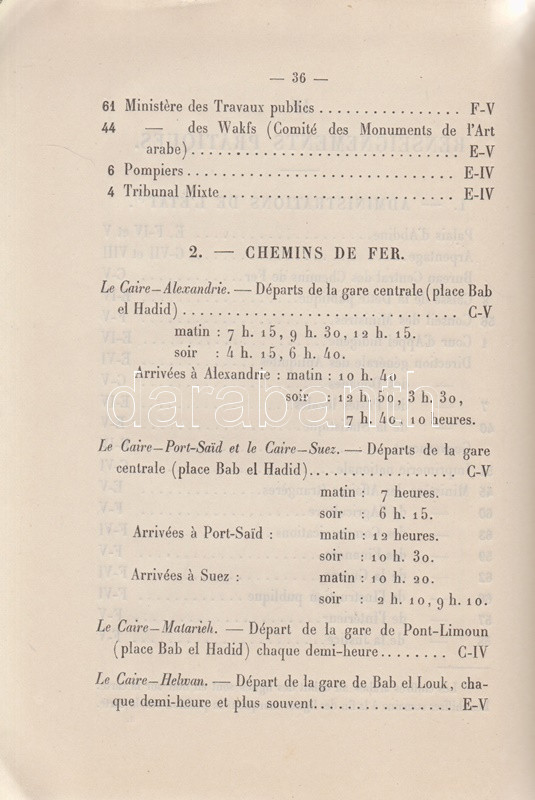 — 36 —
61 Ministère des Travaux publics ................ F-V
44 — des Wakfs (Comité des Monuments de l'Art
arabe)................................ E-V
6 Pompiers................................ E-IV
4 Tribunal Mixte............................ E-IV
2. — CHEMINS DE FER.
Le Caire–Alexandrie. — Départs de la gare centrale (place Bab
el Hadid)................................ C-V
matin : 7 h. 15, 9 h. 30, 12 h. 15.
soir : 4 h. 15, 6 h. 40.
Arrivées à Alexandrie : matin : 10 h. 40
soir : 12 h. 50, 3 h. 30,
7 h. 40, 10 heures.
darabanth
Le Caire–Port-Saïd et le Caire–Suez. — Départs de la gare
centrale (place Bab el Hadid)................. C-V
matin : 7 heures.
soir : 6 h. 15.
Arrivées à Port-Saïd : matin : 12 heures.
soir : 10 h. 30.
Arrivées à Suez : matin : 10 h. 20.
soir : 2 h. 10, 9 h. 10.
Le Caire–Matarieh. — Départ de la gare de Pont-Limoun
(place Bab el Hadid) chaque demi-heure........ C-IV
Le Caire–Helwan. — Départ de la gare de Bab el Louk, cha-
que demi-heure et plus souvent................ E-V